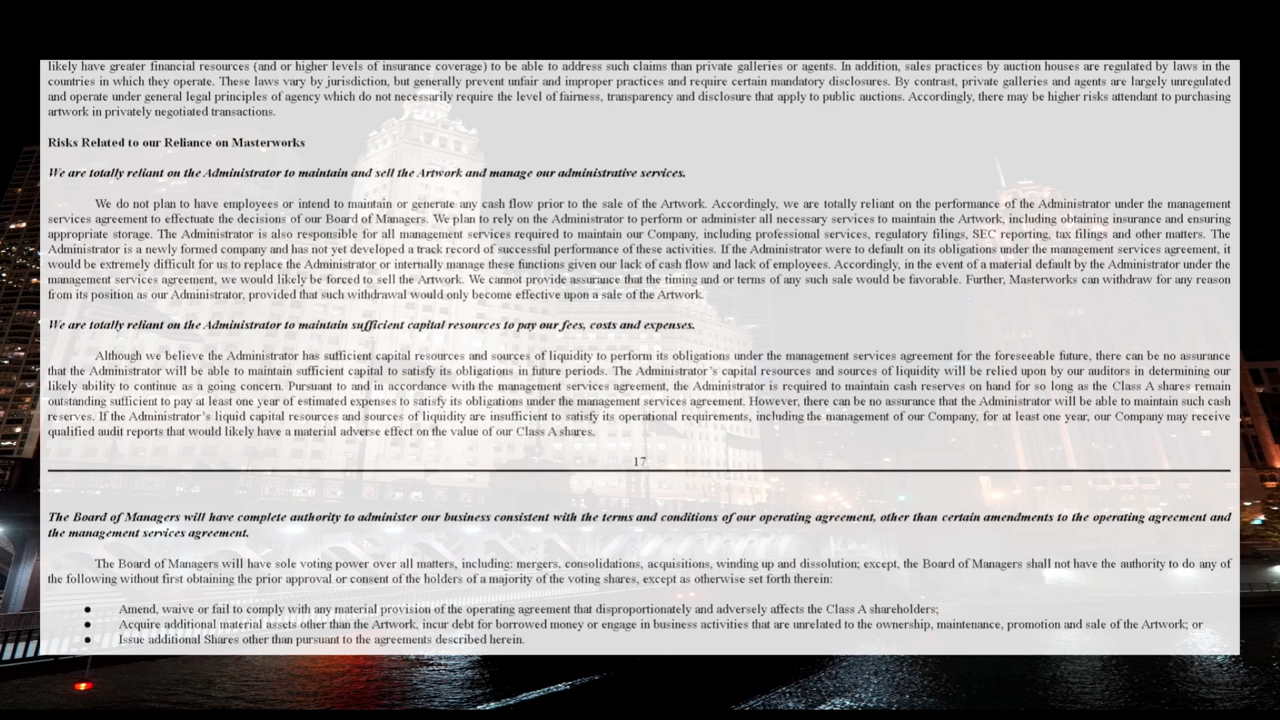 likely have greater financial resources (and or higher levels of insurance coverage) to be able to address such claims than private galleries or agents. In addition, sales practices by auction houses are regulated by laws in the
countries in which they operate. These laws vary by jurisdiction, but generally prevent unfair and improper practices and require certain mandatory disclosures. By contrast, private galleries and agents are largely unregulated
and operate under general legal principles of agency which do not necessarily require the level of fairness, transparency and disclosure that apply to public auctions. Accordingly, there may be higher risks attendant to purchasing
artwork in privately negotiated transactions.
Risks Related to our Reliance on Masterworks
We are totally reliant on the Administrator to maintain and sell the Artwork and manage our administrative services.
We do not plan to have employees or intend to maintain or generate any cash flow prior to the sale of the Artwork. Accordingly, we are totally reliant on the performance of the Administrator under the management
services agreement to effectuate the decisions of our Board of Managers. We plan to rely on the Administrator to perform or administer all necessary services to maintain the Artwork, including obtaining insurance and ensuring
appropriate storage. The Administrator is also responsible for all management services required to maintain our Company, including professional services, regulatory filings, SEC reporting, tax filings and other matters. The
Administrator is a newly formed company and has not yet developed a track record of successful performance of these activities. If the Administrator were to default on its obligations under the management services agreement, it
would be extremely difficult for us to replace the Administrator or internally manage these functions given our lack of cash flow and lack of employees. Accordingly, in the event of a material default by the Administrator under the
management services agreement, we would likely be forced to sell the Artwork. We cannot provide assurance that the timing and or terms of any such sale would be favorable. Further, Masterworks can withdraw for any reason
from its position as our Administrator, provided that such withdrawal would only become effective upon a sale of the Artwork.
We are totally reliant on the Administrator to maintain sufficient capital resources to pay our fees, costs and expenses.
Although we believe the Administrator has sufficient capital resources and sources of liquidity to perform its obligations under the management services agreement for the foreseeable future, there can be no assurance
that the Administrator will be able to maintain sufficient capital to satisfy its obligations in future periods. The Administrator's capital resources and sources of liquidity will be relied upon by our auditors in determining our
likely ability to continue as a going concern. Pursuant to and in accordance with the management services agreement, the Administrator is required to maintain cash reserves on hand for so long as the Class A shares remain
outstanding sufficient to pay at least one year of estimated expenses to satisfy its obligations under the management services agreement. However, there can be no assurance that the Administrator will be able to maintain such cash
reserves. If the Administrator's liquid capital resources and sources of liquidity are insufficient to satisfy its operational requirements, including the management of our Company, for at least one year, our Company may receive
qualified audit reports that would likely have a material adverse effect on the value of our Class A shares.
17
The Board of Managers will have complete authority to administer our business consistent with the terms and conditions of our operating agreement, other than certain amendments to the operating agreement and
the management services agreement.
The Board of Managers will have sole voting power over all matters, including: mergers, consolidations, acquisitions, winding up and dissolution; except, the Board of Managers shall not have the authority to do any of
the following without first obtaining the prior approval or consent of the holders of a majority of the voting shares, except as otherwise set forth therein:
● Amend, waive or fail to comply with any material provision of the operating agreement that disproportionately and adversely affects the Class A shareholders;
● Acquire additional material assets other than the Artwork, incur debt for borrowed money or engage in business activities that are unrelated to the ownership, maintenance, promotion and sale of the Artwork; or
● Issue additional Shares other than pursuant to the agreements described herein.